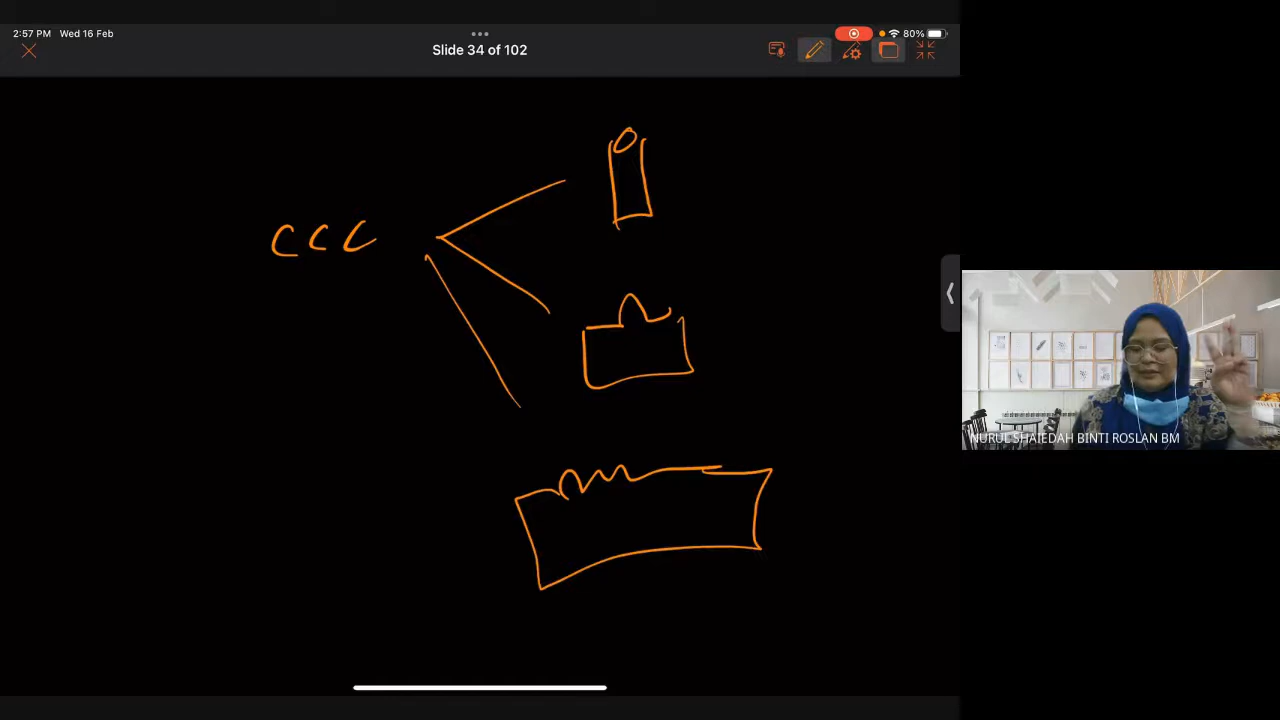 2:57 PM Wed 16 Feb
80%
Slide 34 of 102
CCC
NURUL SHAIEDAH BINTI ROSLAN BM